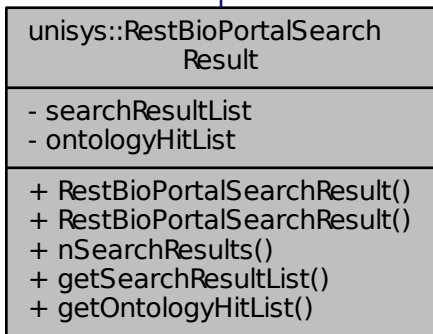 unisys::RestBioPortalSearch
Result
- searchResultList
- ontologyHitList
+ RestBioPortalSearchResult()
+ RestBioPortalSearchResult()
+ nSearchResults()
+ getSearchResultList()
+ getOntologyHitList()